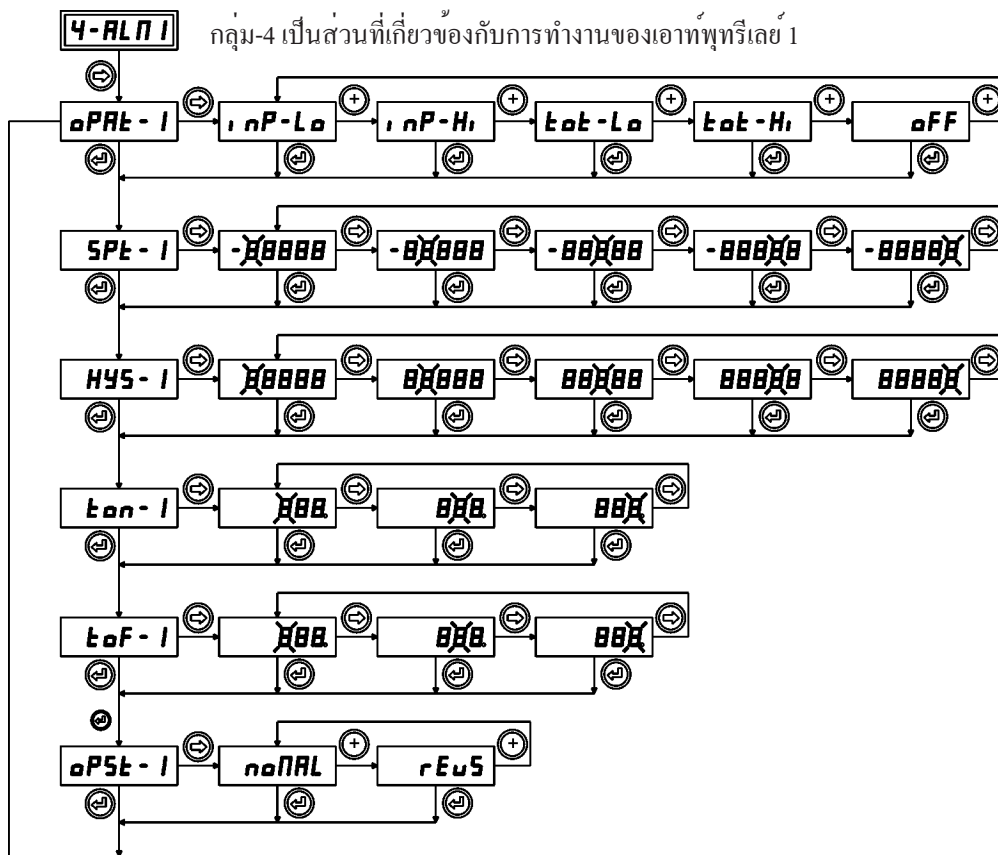 4-ALM1 กลุ่ม-4 เป็นส่วนที่เกี่ยวข้องกับการทำงานของเอาท์พุทรีเลย์ 1
oPAt-1 inP-Lo inP-Hi tot-Lo tot-Hi oFF
SPt-1 -88888 -88888 -88888 -88888 -88888
HYS-1 88888 88888 88888 88888 88888
ton-1 888. 888. 888.
toF-1 888. 888. 888.
oPSt-1 noMAL rEvS